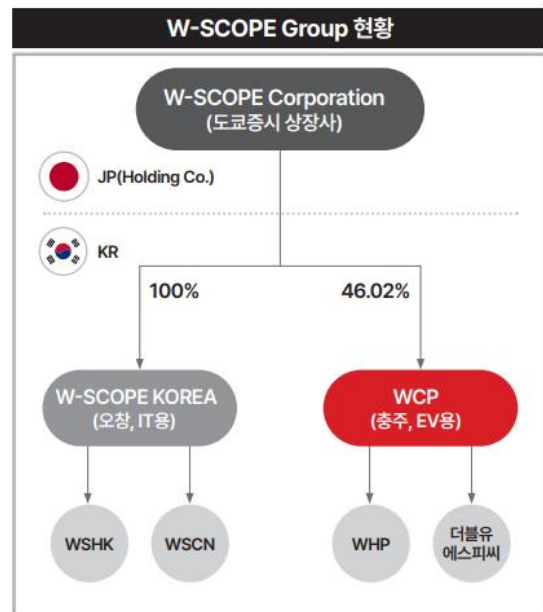 W-SCOPE Group 현황
W-SCOPE Corporation
(도쿄증시 상장사)
JP(Holding Co.)
KR
100%
46.02%
W-SCOPE KOREA
(오창, IT용)
WCP
(충주, EV용)
WSHK
WSCN
WHP
더블유
에스피씨